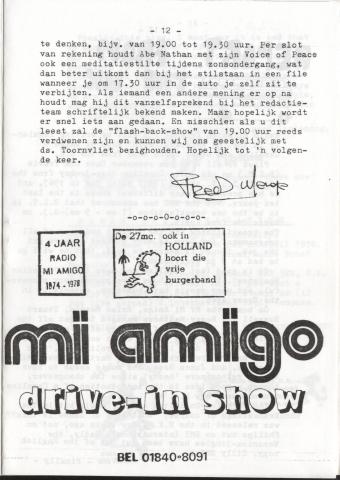 - 12 -
te denken, bijv. van 19.00 tot 19.30 uur. Per slot
van rekening houdt Abe Nathan met zijn Voice of Peace
ook een meditatiestilte tijdens zonsondergang, wat
dan beter uitkomt dan bij het stilstaan in een file
wanneer je om 17.30 uur in de auto je zelf zit te
verbijten. Als iemand een andere mening er op na
houdt mag hij dit vanzelfsprekend bij het redactie-
team schriftelijk bekend maken. Maar hopelijk wordt
er snel iets aan gedaan. En misschien als u dit
leest zal de "flash-back-show" van 19.00 uur reeds
verdwenen zijn en kunnen wij ons geestelijk met
ds. Toornvliet bezighouden. Hopelijk tot 'n volgen-
de keer.
Fred
-o-o-o-O-o-o-o-
4 JAAR
RADIO
MI AMIGO
1974 - 1978
De 27mc. ook in
HOLLAND
hoort die
vrije
burgerband
mi amigo
drive-in show
BEL 01840-8091